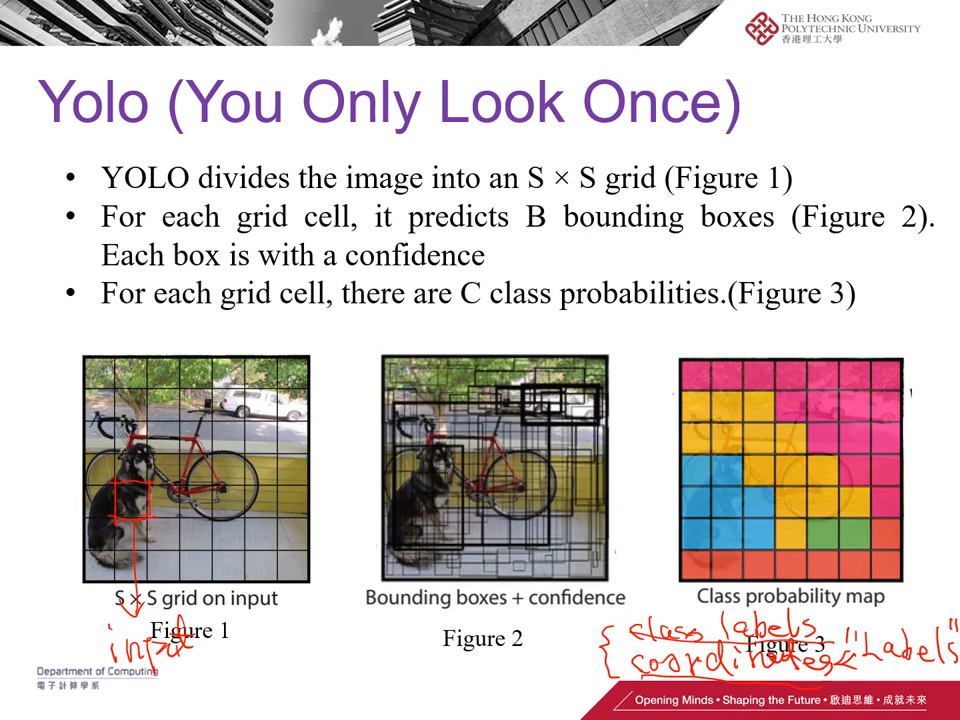 THE HONG KONG
POLYTECHNIC UNIVERSITY
香港理工大學
Yolo (You Only Look Once)
• YOLO divides the image into an S × S grid (Figure 1)
• For each grid cell, it predicts B bounding boxes (Figure 2).
Each box is with a confidence
• For each grid cell, there are C class probabilities.(Figure 3)
S × S grid on input
Bounding boxes + confidence
Class probability map
Figure 1
Figure 2
Figure 3
input
{ class labels
coordinates
"Labels"
Department of Computing
電子計算學系
Opening Minds • Shaping the Future • 啟迪思維 • 成就未來